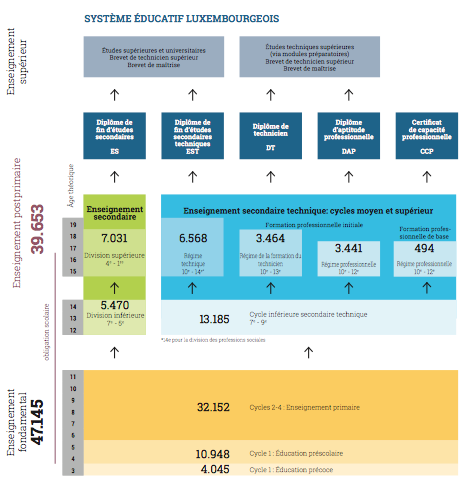 SYSTÈME ÉDUCATIF LUXEMBOURGEOIS
Enseignement
supérieur
Études supérieures et universitaires
Brevet de technicien supérieur
Brevet de maîtrise
Études techniques supérieures
(via modules préparatoires)
Brevet de technicien supérieur
Brevet de maîtrise
Diplôme de
fin d'études
secondaires
ES
Diplôme de
fin d'études
secondaires
techniques
EST
Diplôme de
technicien
DT
Diplôme
d'aptitude
professionnelle
DAP
Certificat
de capacité
professionnelle
CCP
Enseignement postprimaire
39.653
Âge théorique
Enseignement
secondaire
Enseignement secondaire technique: cycles moyen et supérieur
Formation professionnelle initiale
Formation profes-
sionnelle de base
19
18
17
16
15
7.031
Division supérieure
4e - 1re
6.568
Régime
technique
10e - 14e*
3.464
Régime de la formation du
technicien
10e - 13e
3.441
Régime professionnelle
10e - 12e
494
Régime professionnelle
10e - 12e
14
13
12
5.470
Division inférieure
7e - 5e
13.185
Cycle inférieure secondaire technique
7e - 9e
*14e pour la division des professions sociales
obligation scolaire
Enseignement
fondamental
47.145
11
10
9
8
7
6
5
4
3
32.152
Cycles 2-4 : Enseignement primaire
10.948
Cycle 1 : Éducation préscolaire
4.045
Cycle 1 : Éducation précoce